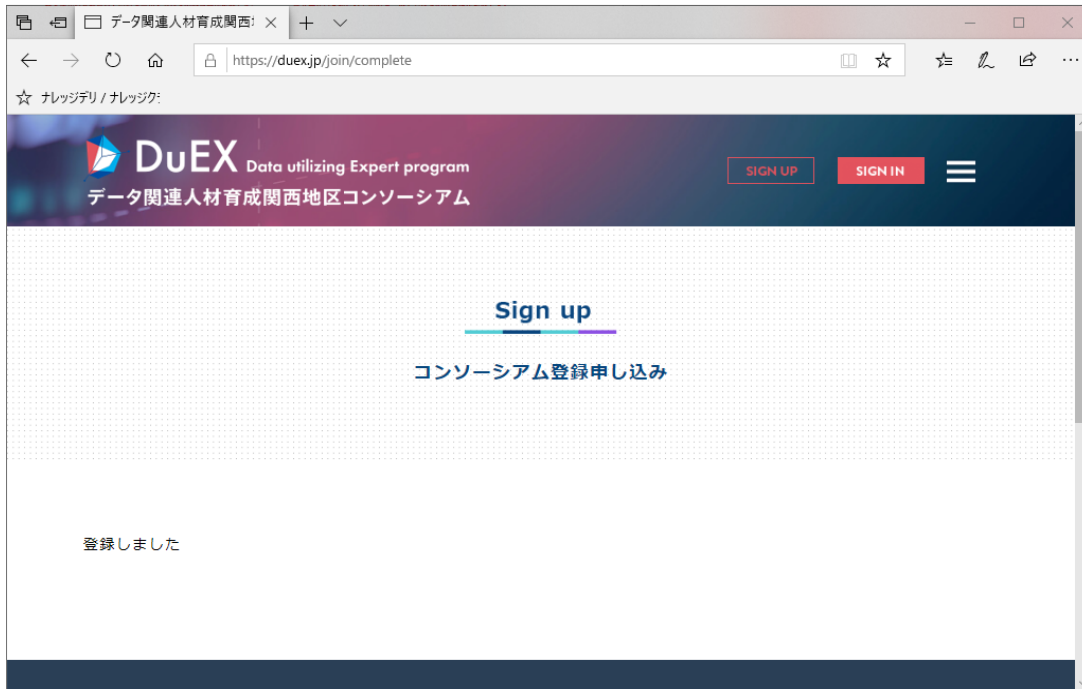 データ関連人材育成関西
https://duex.jp/join/complete
ナレッジデリ / ナレッジク
DuEX Data utilizing Expert program
データ関連人材育成関西地区コンソーシアム
SIGN UP
SIGN IN
Sign up
コンソーシアム登録申し込み
登録しました